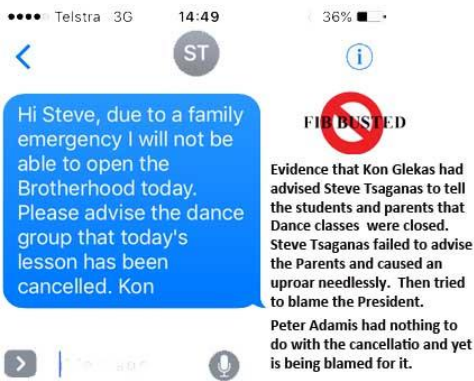 Telstra 3G 14:49 36%
ST
Hi Steve, due to a family
emergency I will not be
able to open the
Brotherhood today.
Please advise the dance
group that today's
lesson has been
cancelled. Kon
FIB BUSTED
Evidence that Kon Glekas had
advised Steve Tsaganas to tell
the students and parents that
Dance classes were closed.
Steve Tsaganas failed to advise
the Parents and caused an
uproar needlessly. Then tried
to blame the President.
Peter Adamis had nothing to
do with the cancellatio and yet
is being blamed for it.